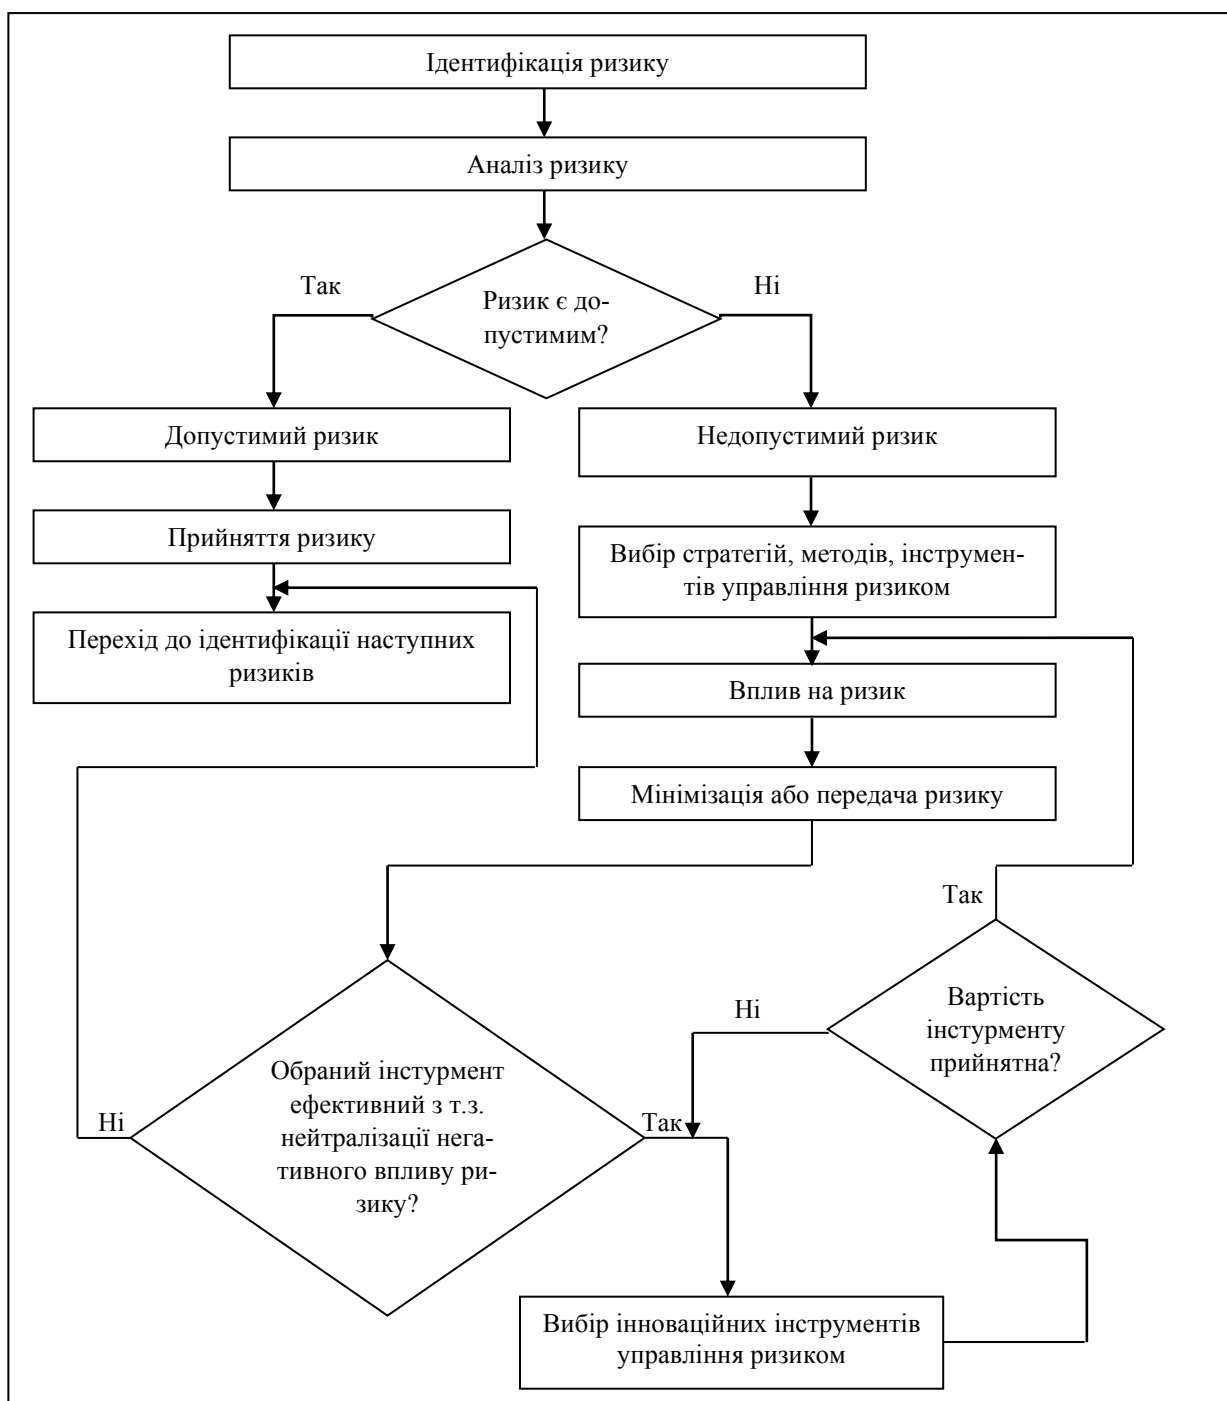 Ідентифікація ризику
Аналіз ризику
Так
Ні
Ризик є до-
пустимим?
Допустимий ризик
Недопустимий ризик
Прийняття ризику
Вибір стратегій, методів, інструмен-
тів управління ризиком
Перехід до ідентифікації наступних
ризиків
Вплив на ризик
Мінімізація або передача ризику
Так
Вартість
інстурменту
прийнятна?
Ні
Обраний інстурмент
ефективний з т.з.
нейтралізації нега-
тивного впливу ри-
зику?
Ні
Так
Вибір інноваційних інструментів
управління ризиком